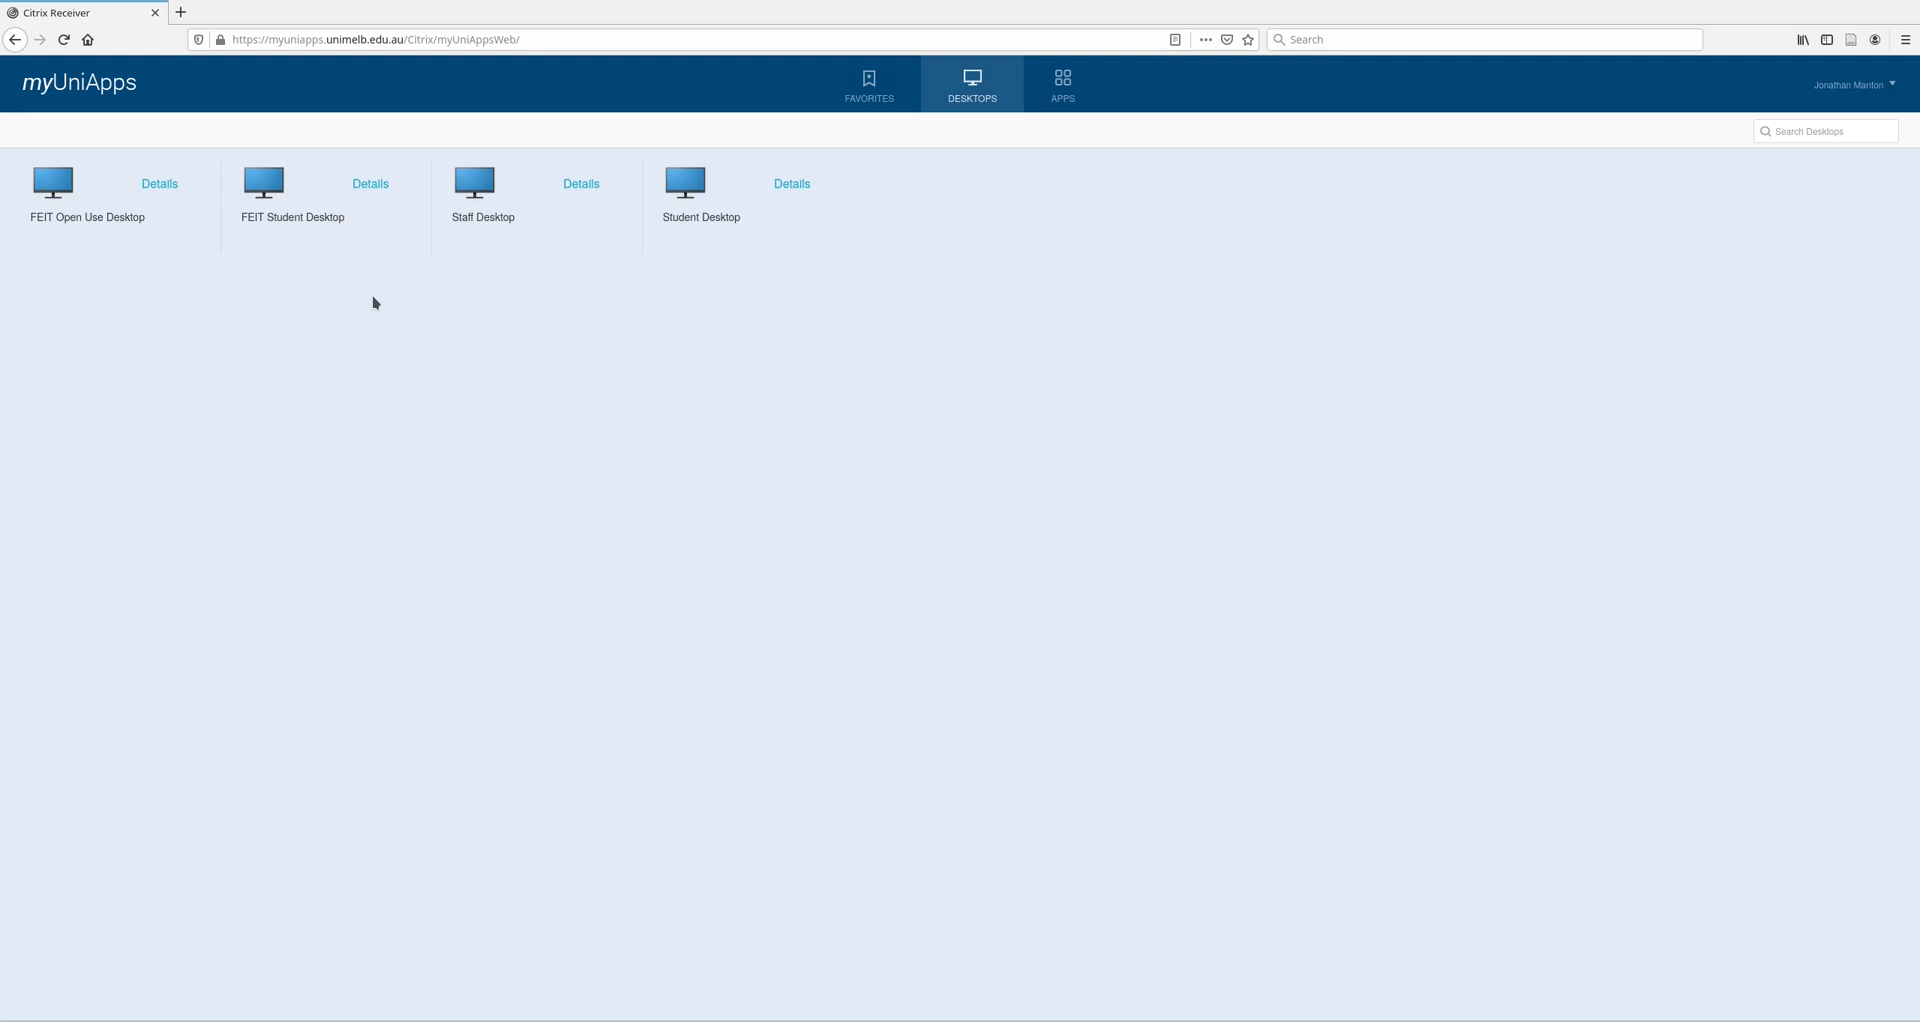 Citrix Receiver
https://myuniapps.unimelb.edu.au/Citrix/myUniAppsWeb/
Search
myUniApps
FAVORITES
DESKTOPS
APPS
Jonathan Manton
Search Desktops
Details
Details
Details
Details
FEIT Open Use Desktop
FEIT Student Desktop
Staff Desktop
Student Desktop